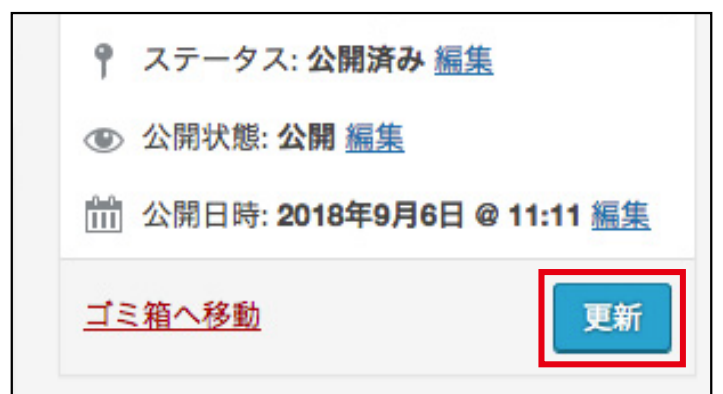 ステータス: 公開済み 編集
公開状態: 公開 編集
公開日時: 2018年9月6日 @ 11:11 編集
ゴミ箱へ移動
更新